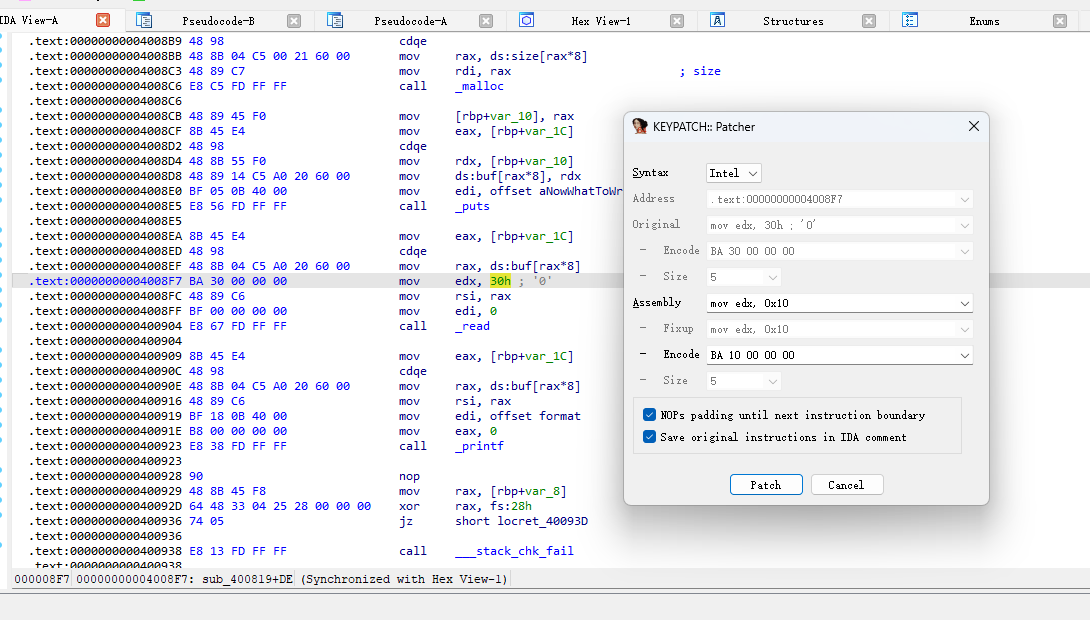 IDA View-A Pseudocode-B Pseudocode-A Hex View-1 Structures Enums
.text:00000000004008B9 48 98 cdqe
.text:00000000004008BB 48 8B 04 C5 00 21 60 00 mov rax, ds:size[rax*8]
.text:00000000004008C3 48 89 C7 mov rdi, rax ; size
.text:00000000004008C6 E8 C5 FD FF FF call _malloc
.text:00000000004008C6
.text:00000000004008CB 48 89 45 F0 mov [rbp+var_10], rax
.text:00000000004008CF 8B 45 E4 mov eax, [rbp+var_1C]
.text:00000000004008D2 48 98 cdqe
.text:00000000004008D4 48 8B 55 F0 mov rdx, [rbp+var_10]
.text:00000000004008D8 48 89 14 C5 A0 20 60 00 mov ds:buf[rax*8], rdx
.text:00000000004008E0 BF 05 0B 40 00 mov edi, offset aNowWhatToWr
.text:00000000004008E5 E8 56 FD FF FF call _puts
.text:00000000004008E5
.text:00000000004008EA 8B 45 E4 mov eax, [rbp+var_1C]
.text:00000000004008ED 48 98 cdqe
.text:00000000004008EF 48 8B 04 C5 A0 20 60 00 mov rax, ds:buf[rax*8]
.text:00000000004008F7 BA 30 00 00 00 mov edx, 30h ; '0'
.text:00000000004008FC 48 89 C6 mov rsi, rax
.text:00000000004008FF BF 00 00 00 00 mov edi, 0
.text:0000000000400904 E8 67 FD FF FF call _read
.text:0000000000400904
.text:0000000000400909 8B 45 E4 mov eax, [rbp+var_1C]
.text:000000000040090C 48 98 cdqe
.text:000000000040090E 48 8B 04 C5 A0 20 60 00 mov rax, ds:buf[rax*8]
.text:0000000000400916 48 89 C6 mov rsi, rax
.text:0000000000400919 BF 18 0B 40 00 mov edi, offset format
.text:000000000040091E B8 00 00 00 00 mov eax, 0
.text:0000000000400923 E8 38 FD FF FF call _printf
.text:0000000000400923
.text:0000000000400928 90 nop
.text:0000000000400929 48 8B 45 F8 mov rax, [rbp+var_8]
.text:000000000040092D 64 48 33 04 25 28 00 00 00 xor rax, fs:28h
.text:0000000000400936 74 05 jz short locret_40093D
.text:0000000000400936
.text:0000000000400938 E8 13 FD FF FF call ___stack_chk_fail
.text:0000000000400938
000008F7 00000000004008F7: sub_400819+DE (Synchronized with Hex View-1)
KEYPATCH:: Patcher
Syntax Intel
Address .text:00000000004008F7
Original mov edx, 30h ; '0'
- Encode BA 30 00 00 00
- Size 5
Assembly mov edx, 0x10
- Fixup mov edx, 0x10
- Encode BA 10 00 00 00
- Size 5
NOPs padding until next instruction boundary
Save original instructions in IDA comment
Patch Cancel